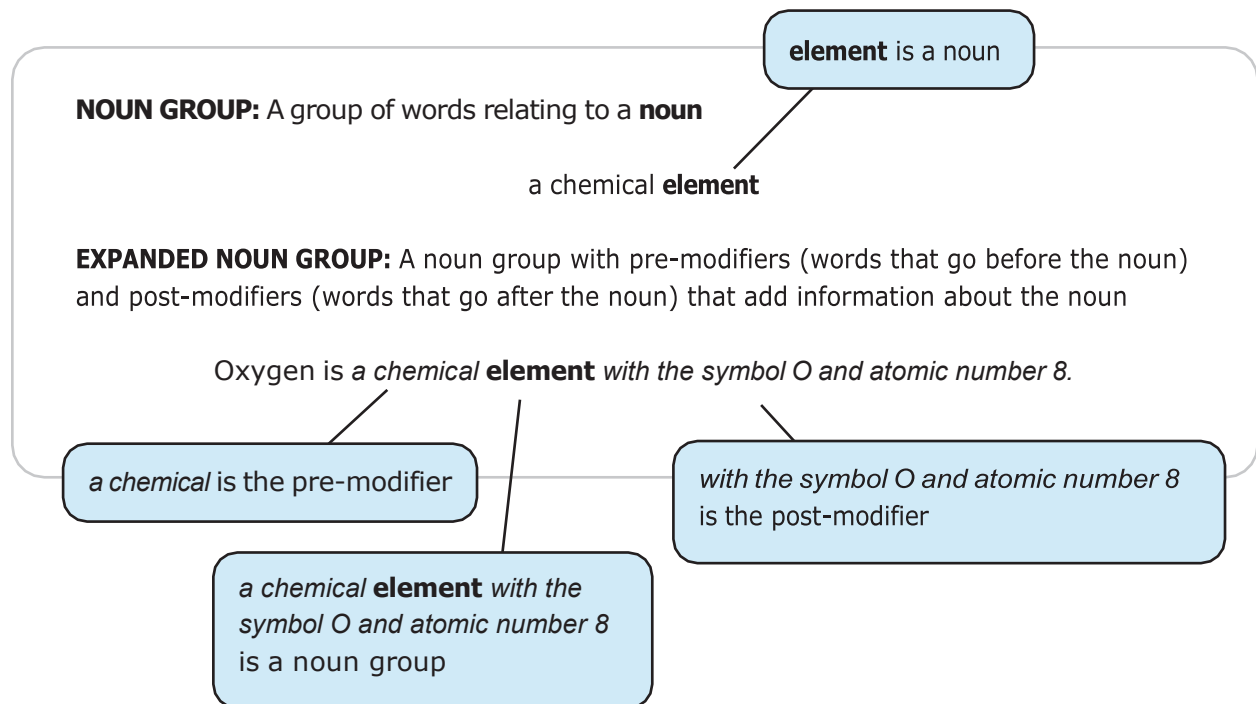 element is a noun
NOUN GROUP: A group of words relating to a noun
a chemical element
EXPANDED NOUN GROUP: A noun group with pre-modifiers (words that go before the noun)
and post-modifiers (words that go after the noun) that add information about the noun
Oxygen is a chemical element with the symbol O and atomic number 8.
a chemical is the pre-modifier
with the symbol O and atomic number 8
is the post-modifier
a chemical element with the
symbol O and atomic number 8
is a noun group